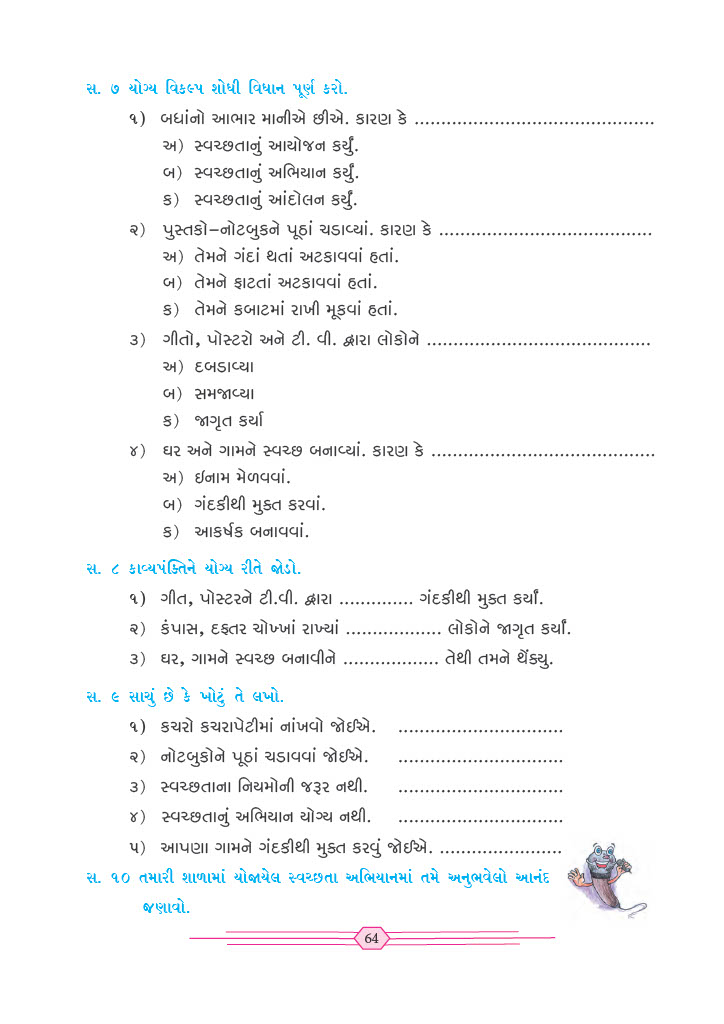 સ. ૭ યોગ્ય વિકલ્પ શોધી વિધાન પૂર્ણ કરો.
૧) બધાંનો આભાર માનીએ છીએ. કારણ કે .............................................
અ) સ્વચ્છતાનું આયોજન કર્યું.
બ) સ્વચ્છતાનું અભિયાન કર્યું.
ક) સ્વચ્છતાનું આંદોલન કર્યું.
૨) પુસ્તકો–નોટબુકને પૂઠાં ચડાવ્યાં. કારણ કે ........................................
અ) તેમને ગંદાં થતાં અટકાવવાં હતાં.
બ) તેમને ફાટતાં અટકાવવાં હતાં.
ક) તેમને કબાટમાં રાખી મૂકવાં હતાં.
૩) ગીતો, પોસ્ટરો અને ટી. વી. દ્વારા લોકોને ..........................................
અ) દબડાવ્યા
બ) સમજાવ્યા
ક) જાગૃત કર્યા
૪) ઘર અને ગામને સ્વચ્છ બનાવ્યાં. કારણ કે ..........................................
અ) ઈનામ મેળવવાં.
બ) ગંદકીથી મુક્ત કરવાં.
ક) આકર્ષક બનાવવાં.
સ. ૮ કાવ્યપંક્તિને યોગ્ય રીતે જોડો.
૧) ગીત, પોસ્ટરને ટી.વી. દ્વારા .............. ગંદકીથી મુક્ત કર્યાં.
૨) કંપાસ, દફતર ચોખ્ખાં રાખ્યાં .................. લોકોને જાગૃત કર્યાં.
૩) ઘર, ગામને સ્વચ્છ બનાવીને .................. તેથી તમને થેંક્યુ.
સ. ૯ સાચું છે કે ખોટું તે લખો.
૧) કચરો કચરાપેટીમાં નાંખવો જોઈએ. ...............................
૨) નોટબુકોને પૂઠાં ચડાવવાં જોઈએ. ...............................
૩) સ્વચ્છતાના નિયમોની જરૂર નથી. ...............................
૪) સ્વચ્છતાનું અભિયાન યોગ્ય નથી. ...............................
૫) આપણા ગામને ગંદકીથી મુક્ત કરવું જોઈએ. .......................
સ. ૧૦ તમારી શાળામાં યોજાયેલ સ્વચ્છતા અભિયાનમાં તમે અનુભવેલો આનંદ
જણાવો.
64